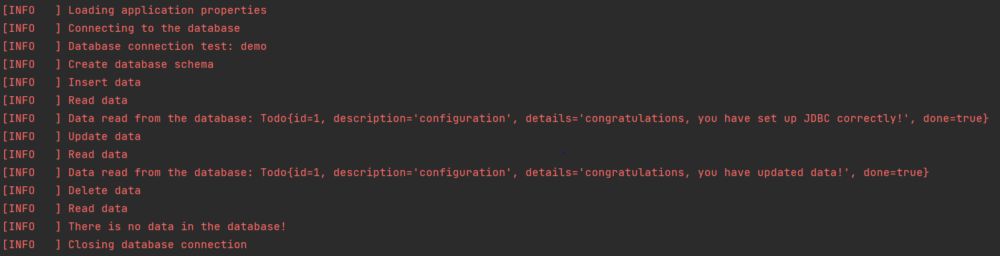 [INFO   ] Loading application properties
[INFO   ] Connecting to the database
[INFO   ] Database connection test: demo
[INFO   ] Create database schema
[INFO   ] Insert data
[INFO   ] Read data
[INFO   ] Data read from the database: Todo{id=1, description='configuration', details='congratulations, you have set up JDBC correctly!', done=true}
[INFO   ] Update data
[INFO   ] Read data
[INFO   ] Data read from the database: Todo{id=1, description='configuration', details='congratulations, you have updated data!', done=true}
[INFO   ] Delete data
[INFO   ] Read data
[INFO   ] There is no data in the database!
[INFO   ] Closing database connection